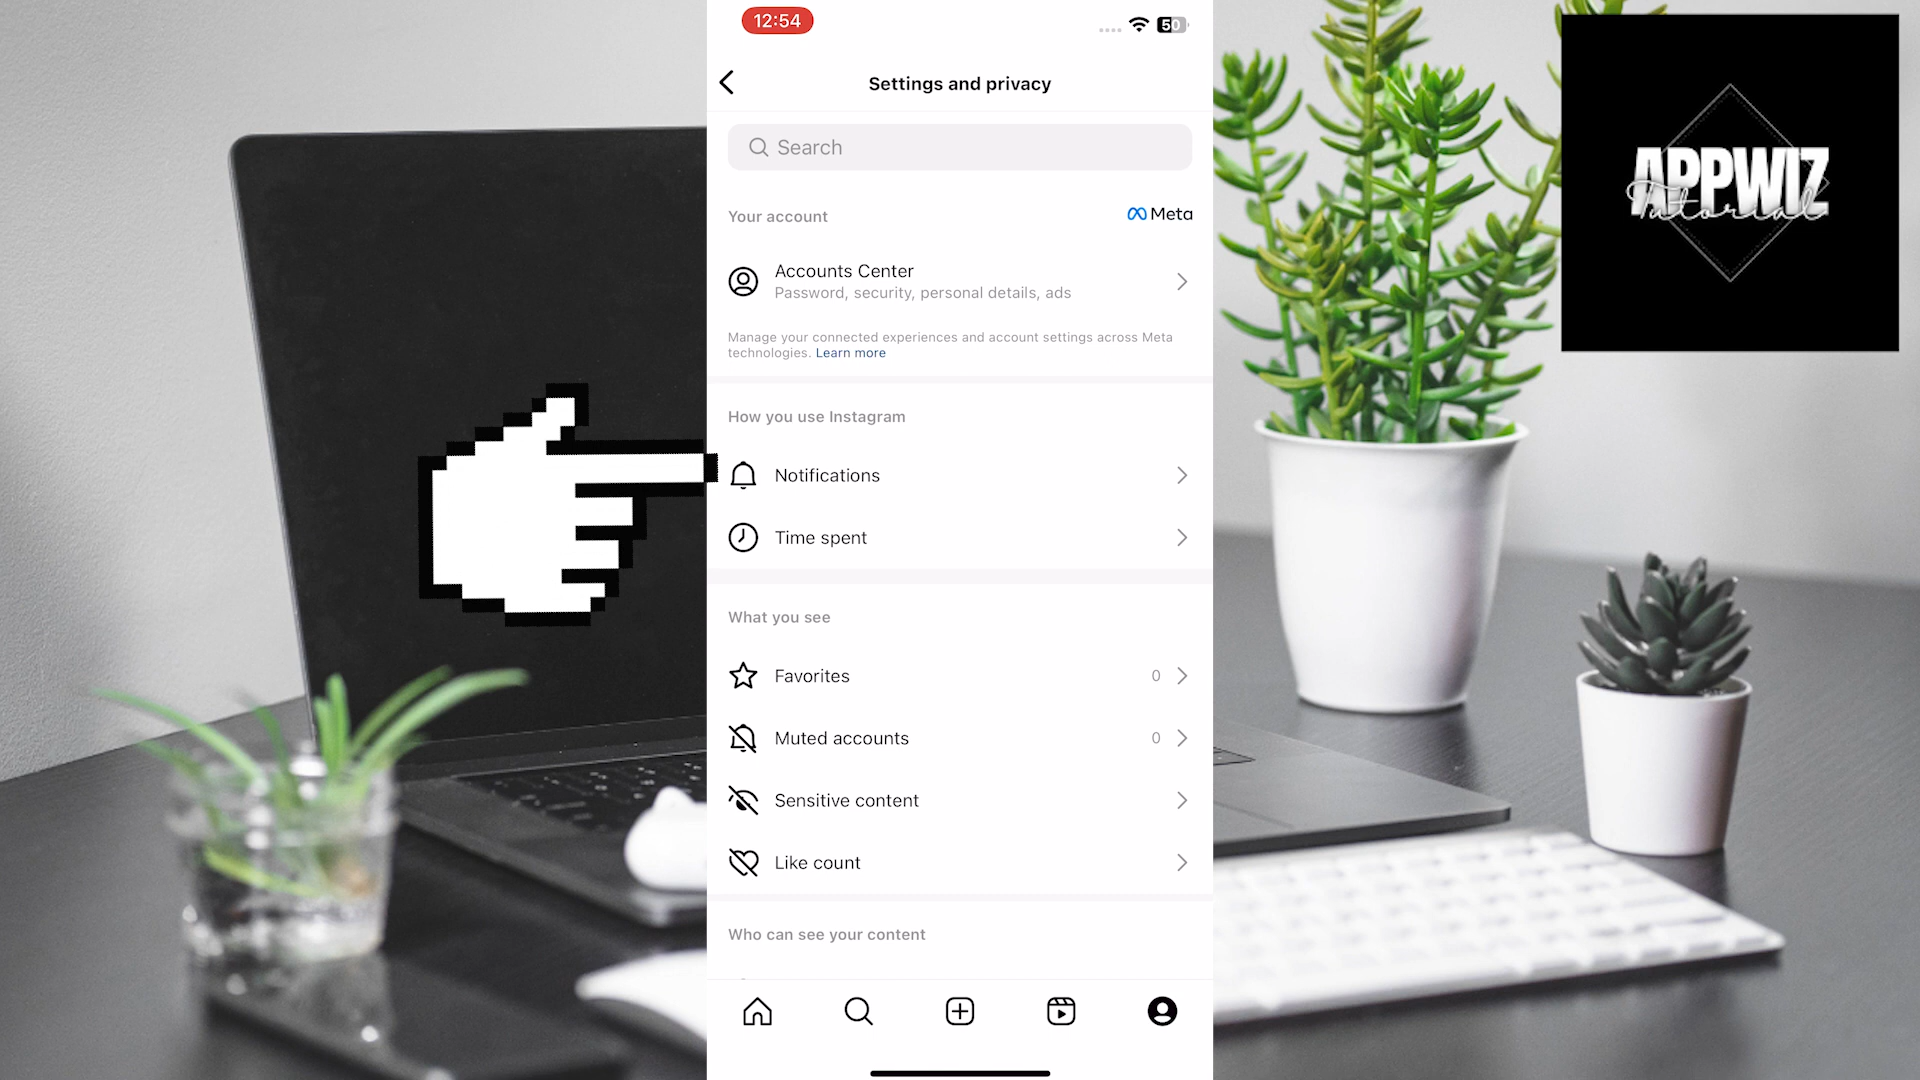 12:54
50
Settings and privacy
Search
Your account
Meta
Accounts Center
Password, security, personal details, ads
Manage your connected experiences and account settings across Meta
technologies. Learn more
How you use Instagram
Notifications
Time spent
What you see
Favorites
0
Muted accounts
0
Sensitive content
Like count
Who can see your content
APPWIZ
Tutorial